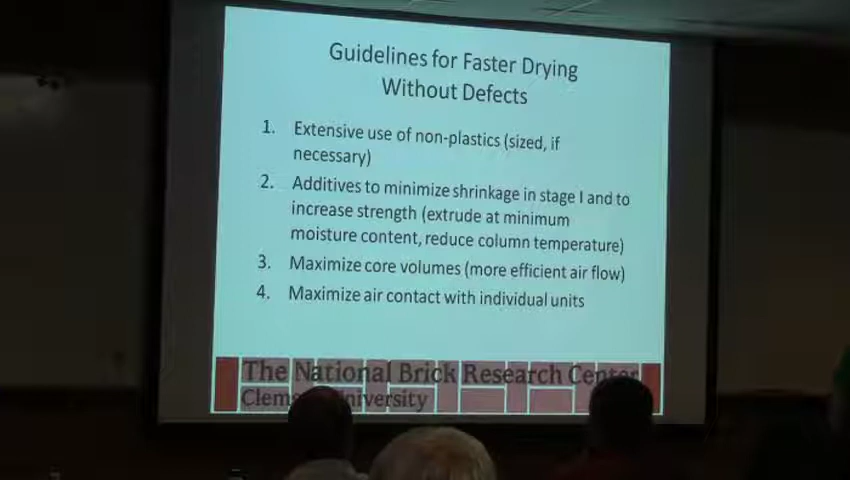 Guidelines for Faster Drying
Without Defects
1. Extensive use of non-plastics (sized, if
necessary)
2. Additives to minimize shrinkage in stage I and to
increase strength (extrude at minimum
moisture content, reduce column temperature)
3. Maximize core volumes (more efficient air flow)
4. Maximize air contact with individual units
The National Brick Research Center